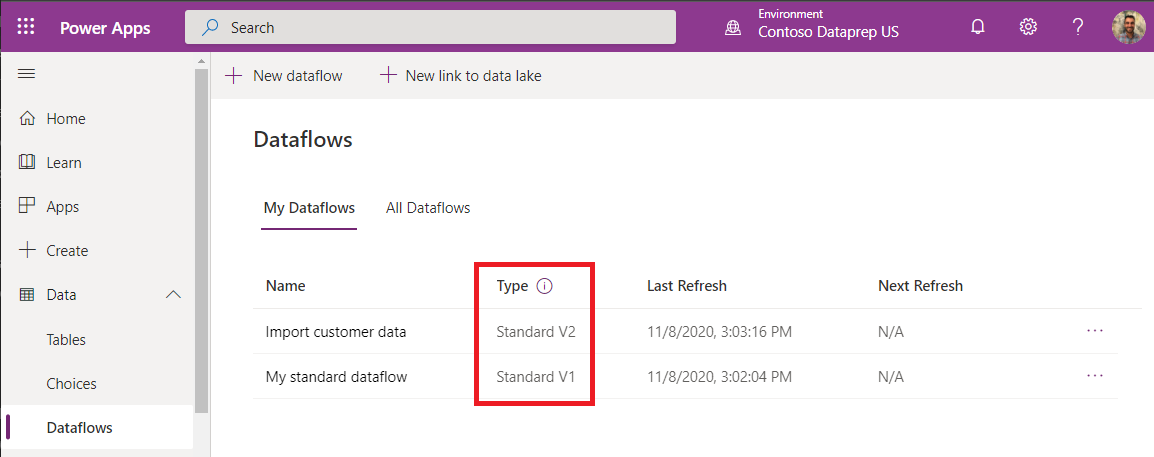 Power Apps
Search
Environment
Contoso Dataprep US
?
New dataflow
New link to data lake
Home
Learn
Apps
Create
Data
Tables
Choices
Dataflows
Dataflows
My Dataflows All Dataflows
Name Type Last Refresh Next Refresh
Import customer data Standard V2 11/8/2020, 3:03:16 PM N/A ...
My standard dataflow Standard V1 11/8/2020, 3:02:04 PM N/A ...